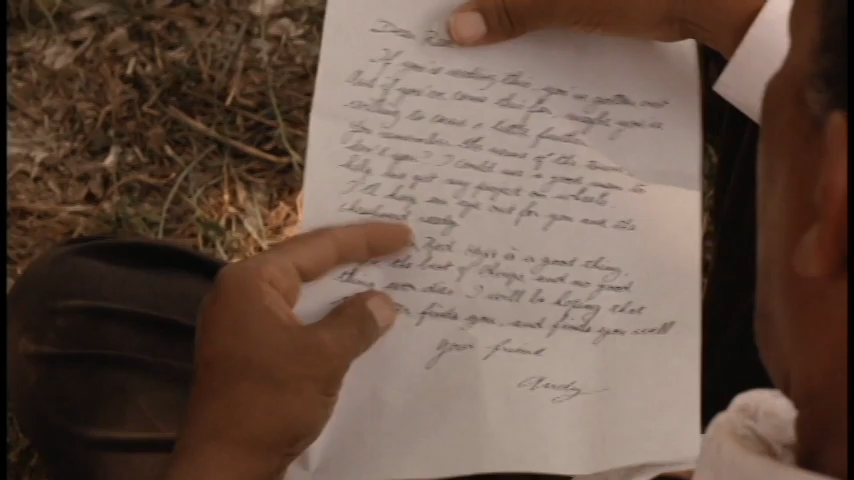 Dear Red
If you're reading this, you've gotten out
And if you've come this far, maybe you're
willing to come a little further.
You remember the name of the town,
don't you? I could use a good man to
help me get my project on wheels
I'll keep an eye out for you and the
chessboard ready.
Red. Hope is a good thing,
the best of things, and no good
thing ever dies. I will be hoping that
finds you, and finds you well
Your friend
Andy